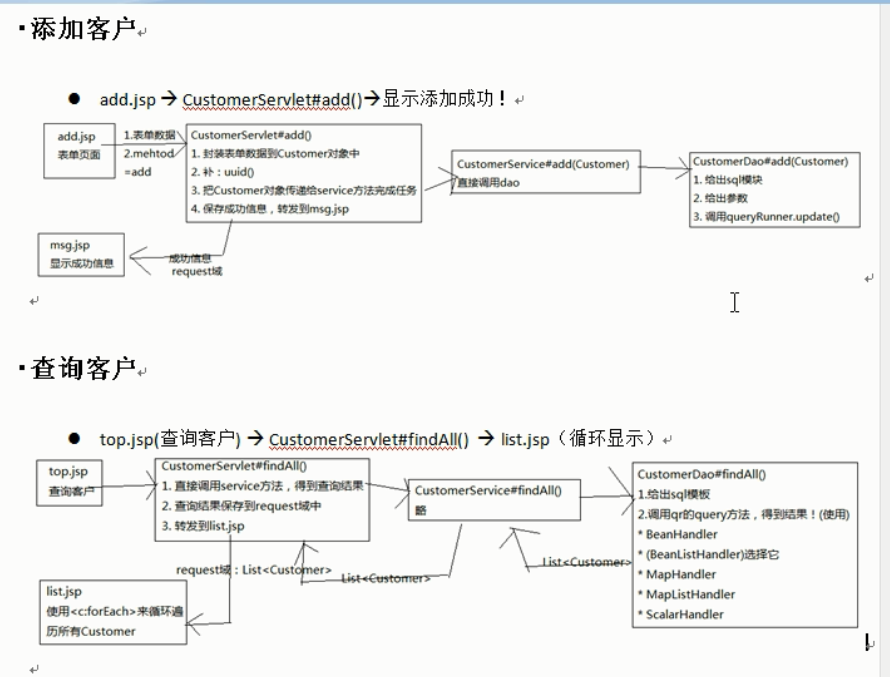 ·添加客户
● add.jsp → CustomerServlet#add()→显示添加成功！
add.jsp
表单页面
1.表单数据
2.mehtod
=add
CustomerServlet#add()
1. 封装表单数据到Customer对象中
2. 补：uuid()
3. 把Customer对象传递给service方法完成任务
4. 保存成功信息，转发到msg.jsp
CustomerService#add(Customer)
直接调用dao
CustomerDao#add(Customer)
1. 给出sql模块
2. 给出参数
3. 调用queryRunner.update()
msg.jsp
显示成功信息
成功信息
request域
·查询客户
● top.jsp(查询客户) → CustomerServlet#findAll() → list.jsp（循环显示）
top.jsp
查询客户
CustomerServlet#findAll()
1. 直接调用service方法，得到查询结果
2. 查询结果保存到request域中
3. 转发到list.jsp
CustomerService#findAll()
略
CustomerDao#findAll()
1.给出sql模板
2.调用qr的query方法，得到结果！(使用)
* BeanHandler
* (BeanListHandler)选择它
* MapHandler
* MapListHandler
* ScalarHandler
request域：List<Customer>
List<Customer>
List<Customer>
list.jsp
使用<c:forEach>来循环遍
历所有Customer